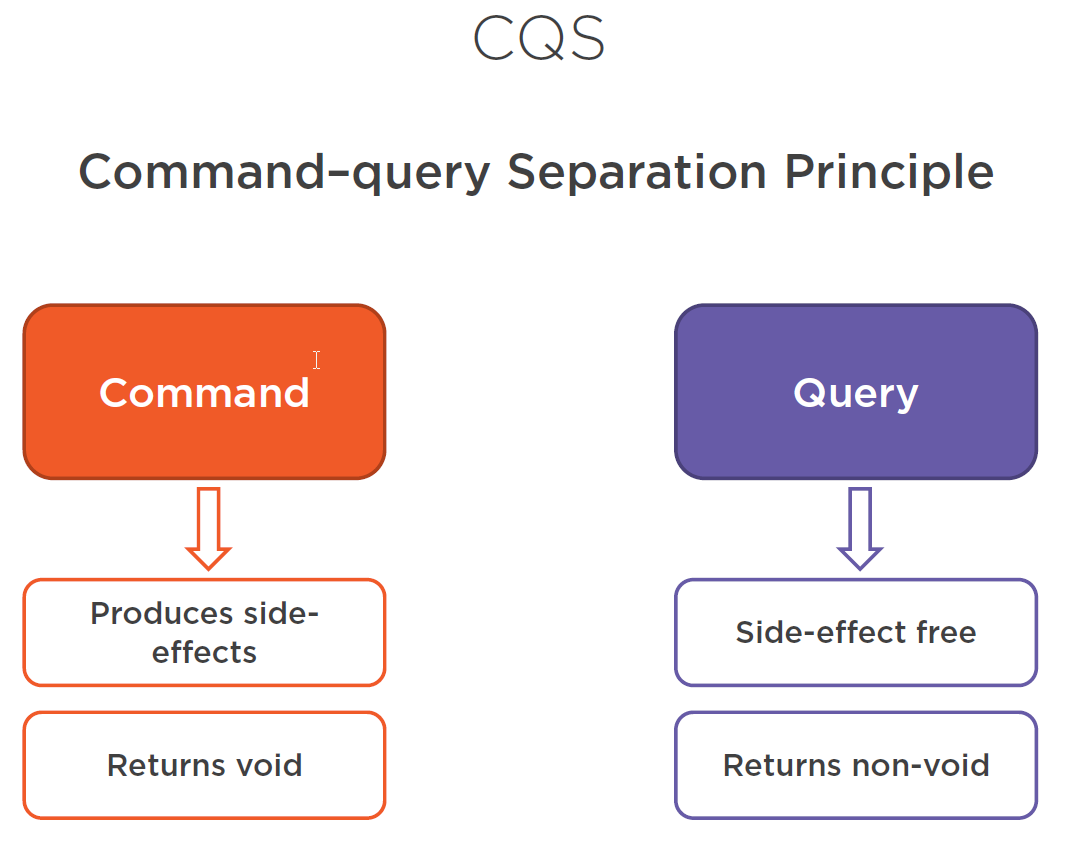 CQS
Command–query Separation Principle
Command
Query
Produces side-
effects
Side-effect free
Returns void
Returns non-void